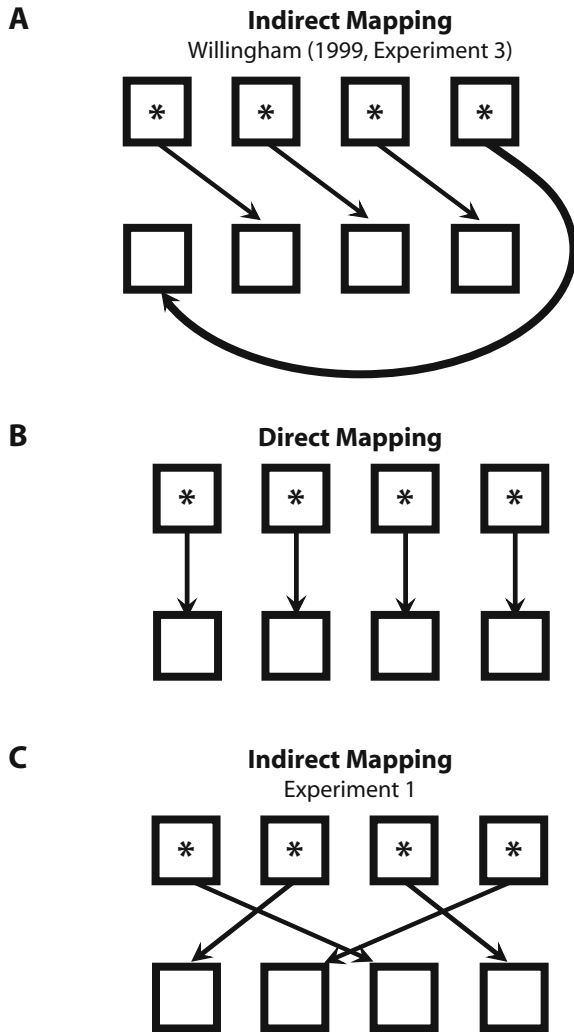 A
Indirect Mapping
Willingham (1999, Experiment 3)
* * * *
B
Direct Mapping
* * * *
C
Indirect Mapping
Experiment 1
* * * *